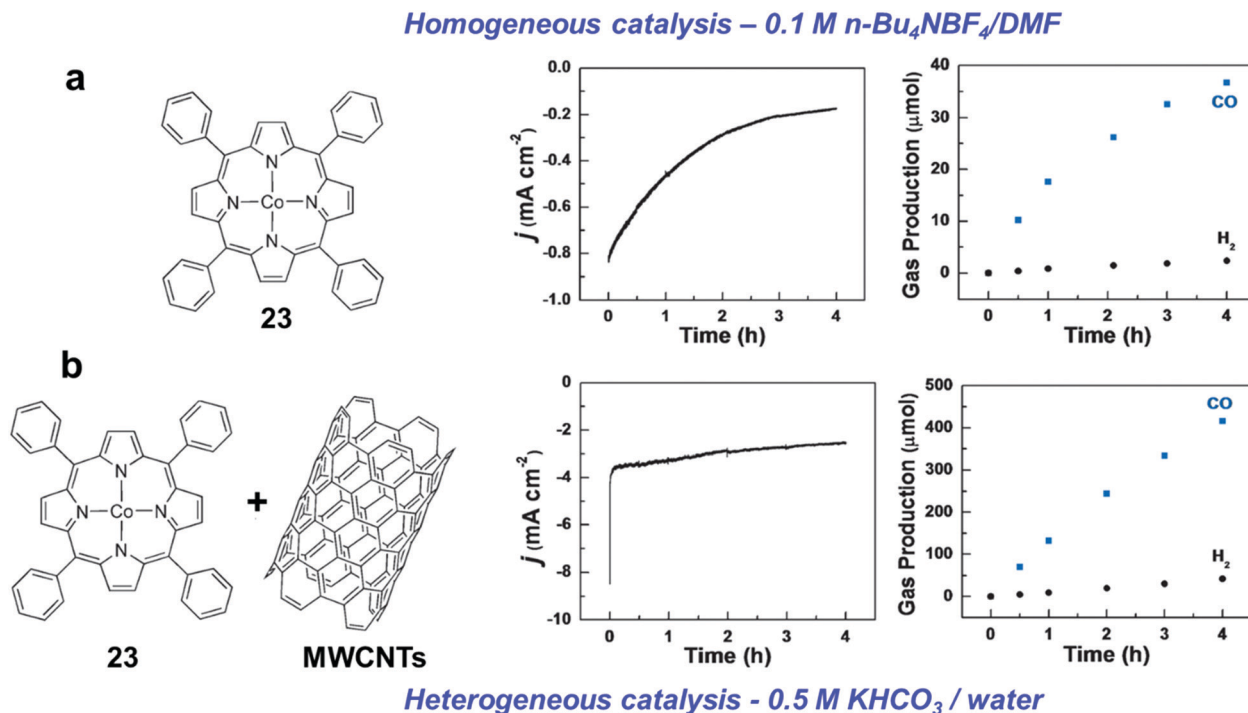 Homogeneous catalysis – 0.1 M n-Bu₄NBF₄/DMF
a
N
N
Co
N
N
23
0.0
-0.2
-0.4
-0.6
-0.8
-1.0
j (mA cm⁻²)
0 1 2 3 4
Time (h)
40
30
20
10
0
Gas Production (μmol)
CO
H₂
0 1 2 3 4
Time (h)
b
N
N
Co
N
N
23
+
MWCNTs
0
-2
-4
-6
-8
-10
j (mA cm⁻²)
0 1 2 3 4
Time (h)
500
400
300
200
100
0
Gas Production (μmol)
CO
H₂
0 1 2 3 4
Time (h)
Heterogeneous catalysis - 0.5 M KHCO₃ / water